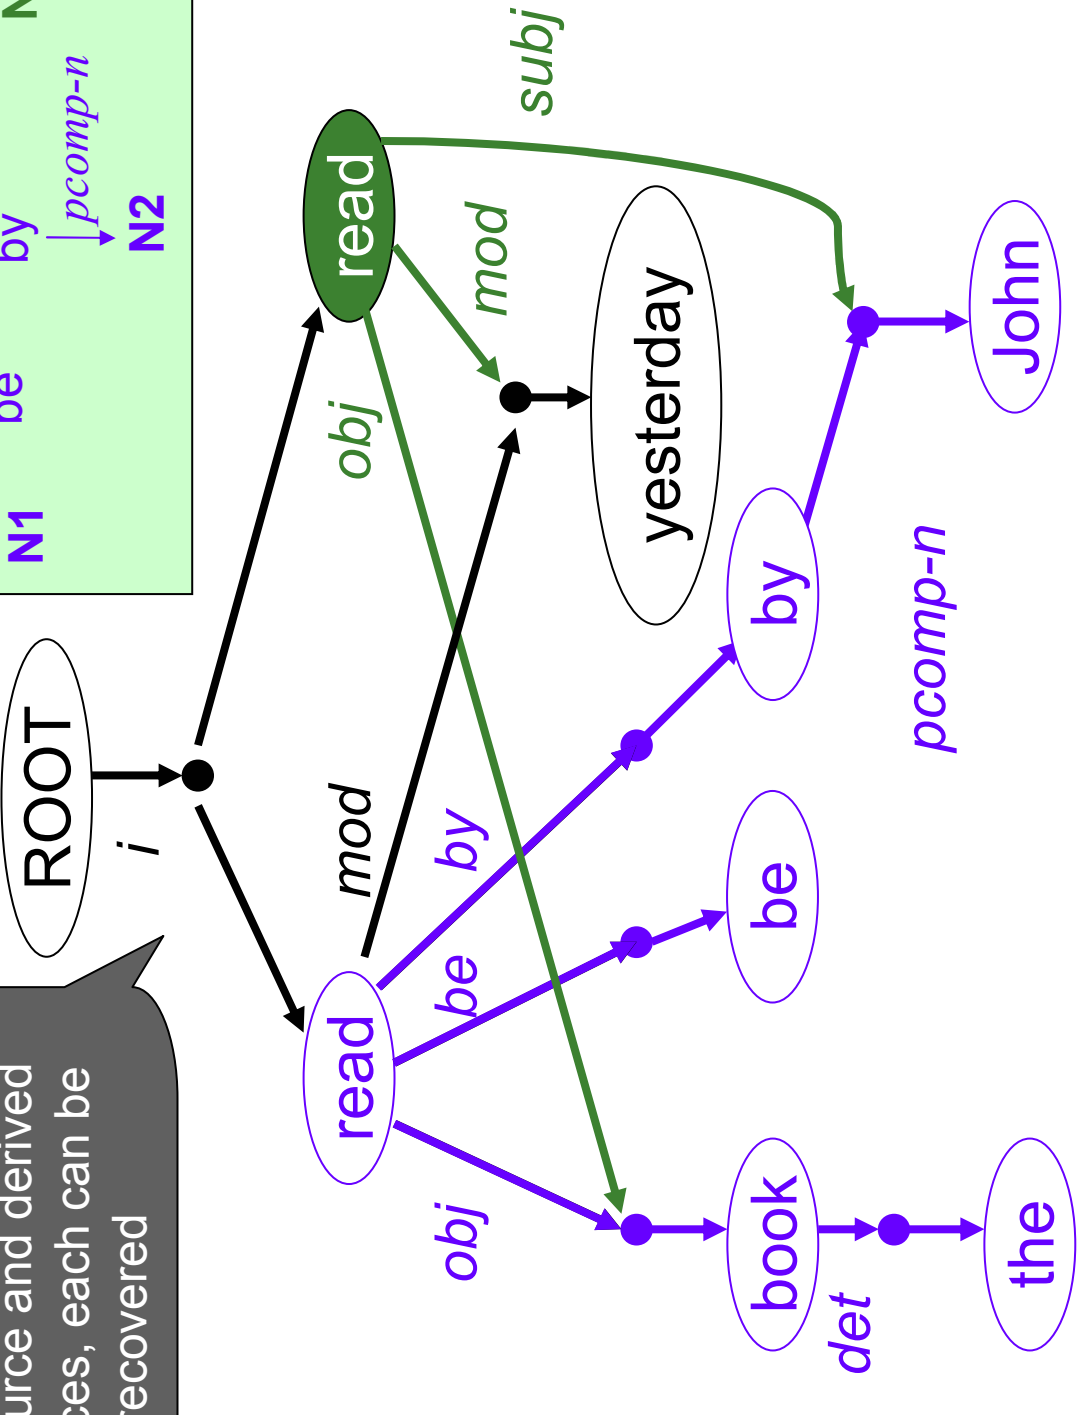 urce and derived
ces, each can be
recovered
N1 be by N
pcomp-n
N2
ROOT
i
read
read
mod
obj
obj
be
by
mod
subj
yesterday
book
be
by
det
pcomp-n
the
John